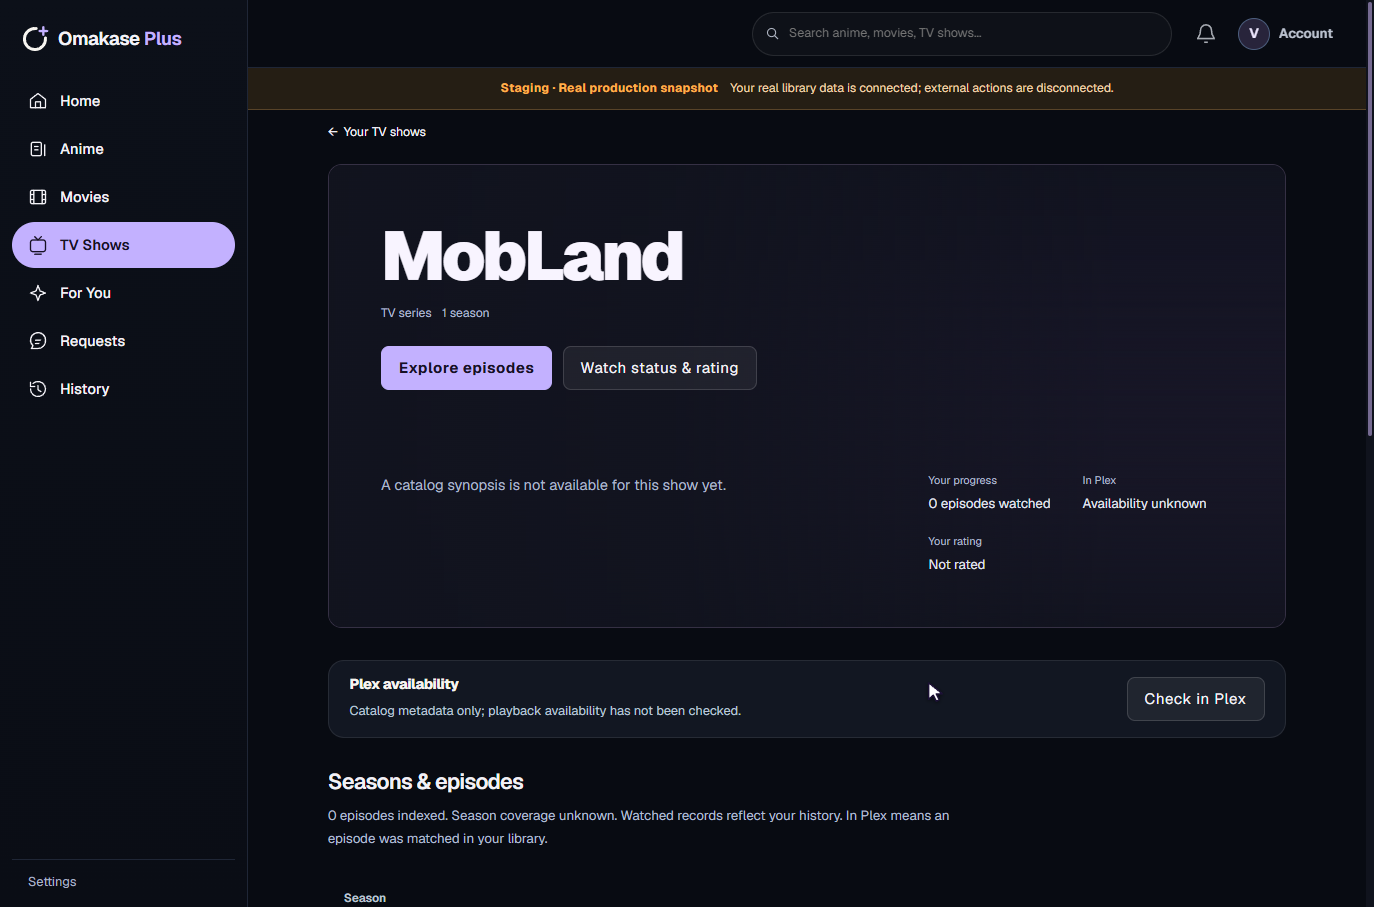 Omakase Plus
Search anime, movies, TV shows...
V
Account
Home
Anime
Movies
TV Shows
For You
Requests
History
Settings
Staging · Real production snapshot Your real library data is connected; external actions are disconnected.
← Your TV shows
MobLand
TV series 1 season
Explore episodes
Watch status & rating
A catalog synopsis is not available for this show yet.
Your progress
0 episodes watched
In Plex
Availability unknown
Your rating
Not rated
Plex availability
Catalog metadata only; playback availability has not been checked.
Check in Plex
Seasons & episodes
0 episodes indexed. Season coverage unknown. Watched records reflect your history. In Plex means an
episode was matched in your library.
Season